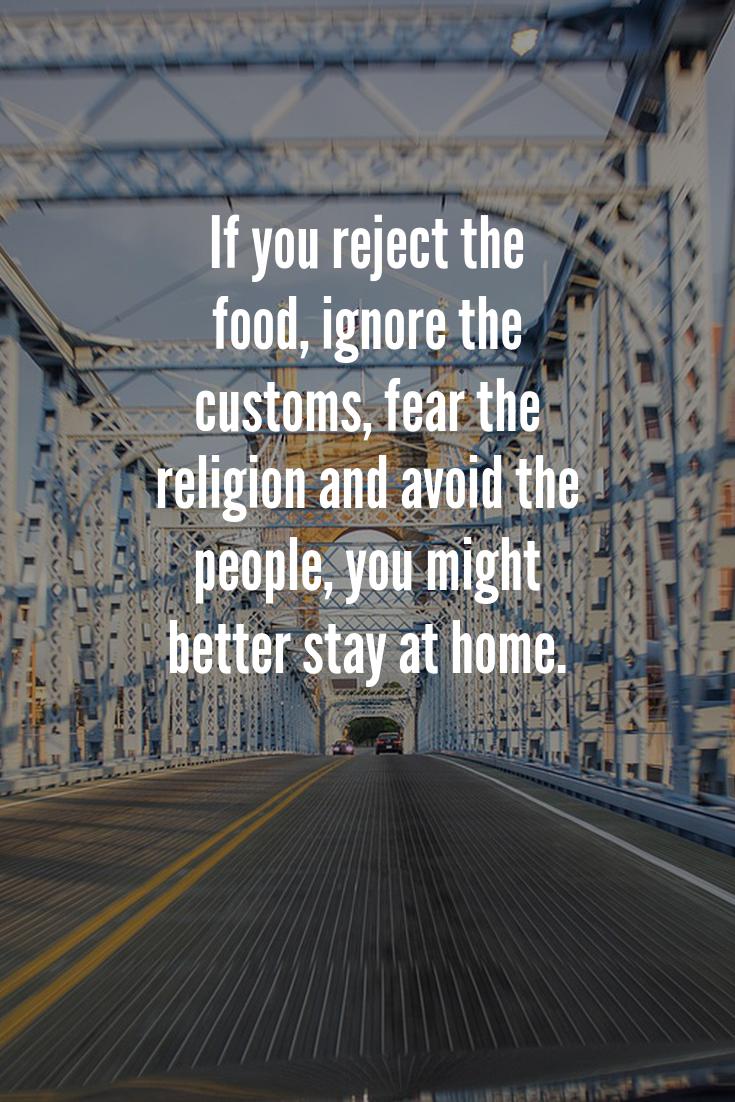 If you reject the
food, ignore the
customs, fear the
religion and avoid the
people, you might
better stay at home.